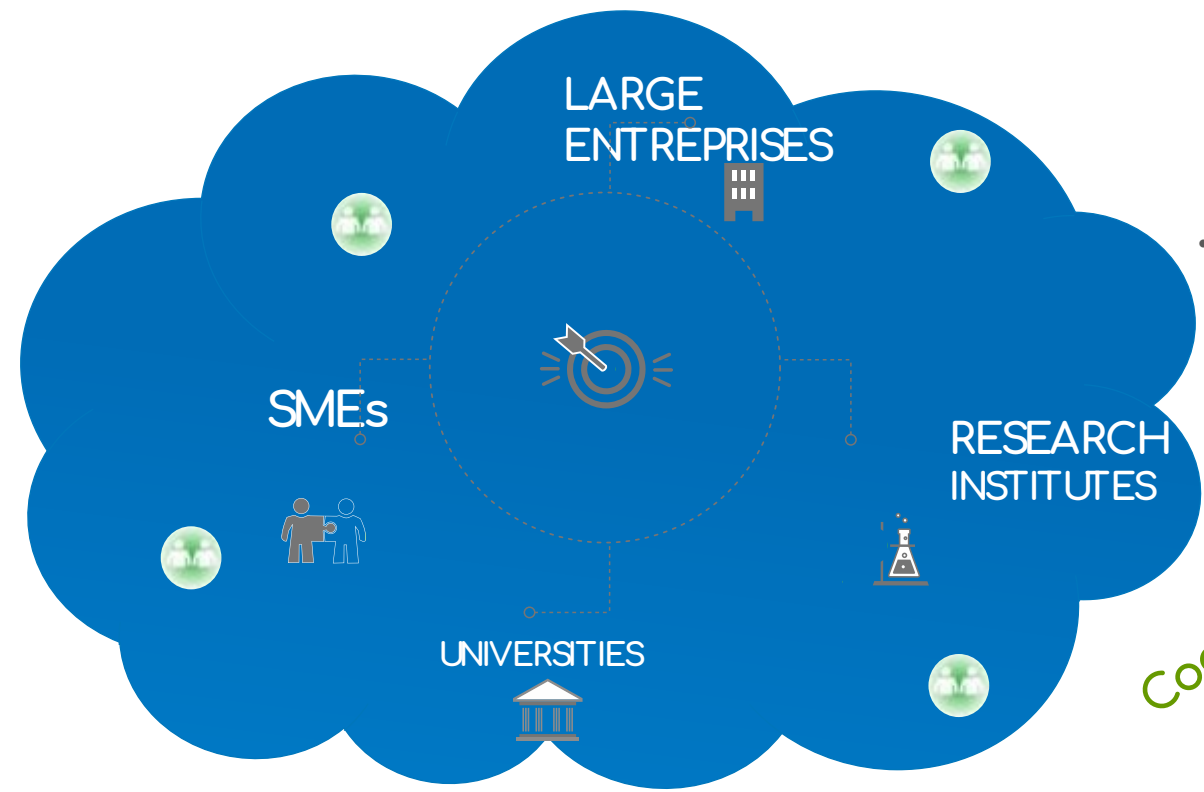 LARGE
ENTREPRISES
SMEs
RESEARCH
INSTITUTES
UNIVERSITIES